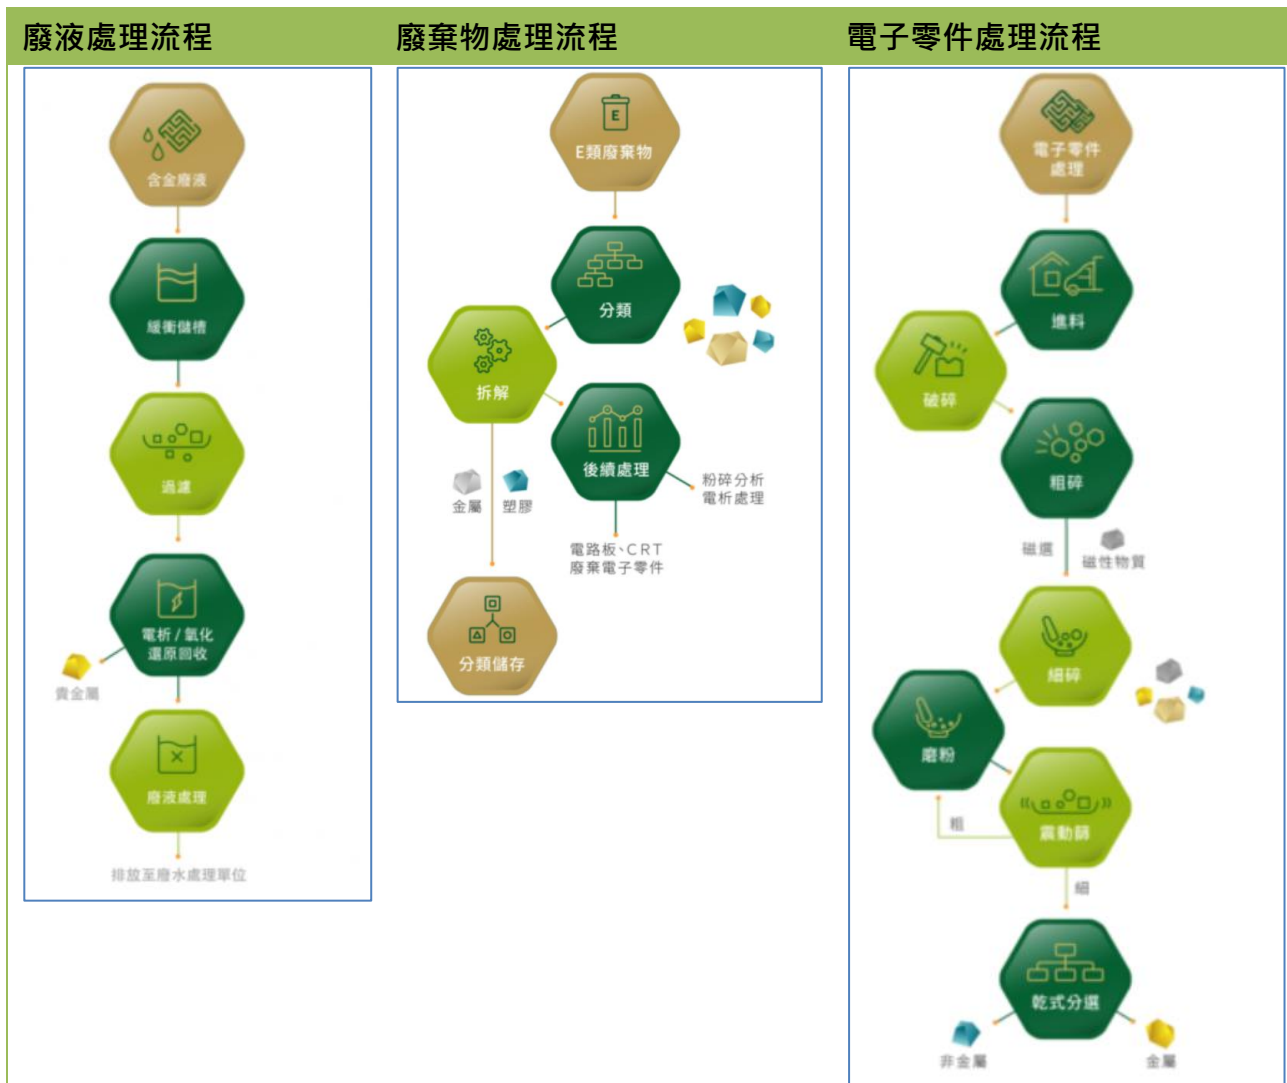 廢液處理流程
廢棄物處理流程
電子零件處理流程
含金廢液
緩衝儲槽
過濾
電析 / 氧化
還原回收
貴金屬
廢液處理
排放至廢水處理單位
E
E類廢棄物
分類
拆解
後續處理
金屬
塑膠
粉碎分析
電析處理
電路板、CRT
廢棄電子零件
分類儲存
電子零件
處理
進料
破碎
粗碎
磁選
磁性物質
細碎
磨粉
震動篩
粗
細
乾式分選
非金屬
金屬